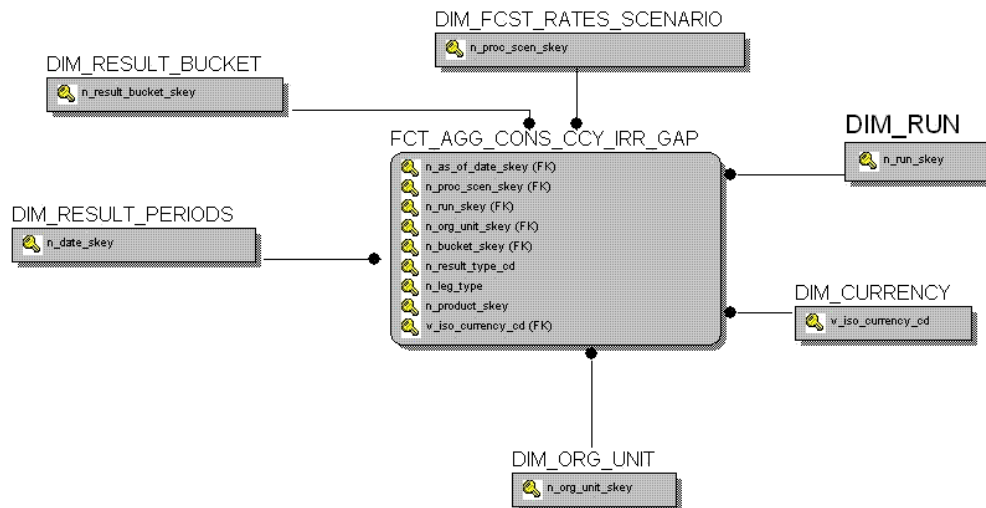 DIM_FCST_RATES_SCENARIO
n_proc_scen_skey
DIM_RESULT_BUCKET
n_result_bucket_skey
DIM_RUN
n_run_skey
FCT_AGG_CONS_CCY_IRR_GAP
n_as_of_date_skey (FK)
n_proc_scen_skey (FK)
n_run_skey (FK)
n_org_unit_skey (FK)
n_bucket_skey (FK)
n_result_type_cd
n_leg_type
n_product_skey
v_iso_currency_cd (FK)
DIM_RESULT_PERIODS
n_date_skey
DIM_CURRENCY
v_iso_currency_cd
DIM_ORG_UNIT
n_org_unit_skey